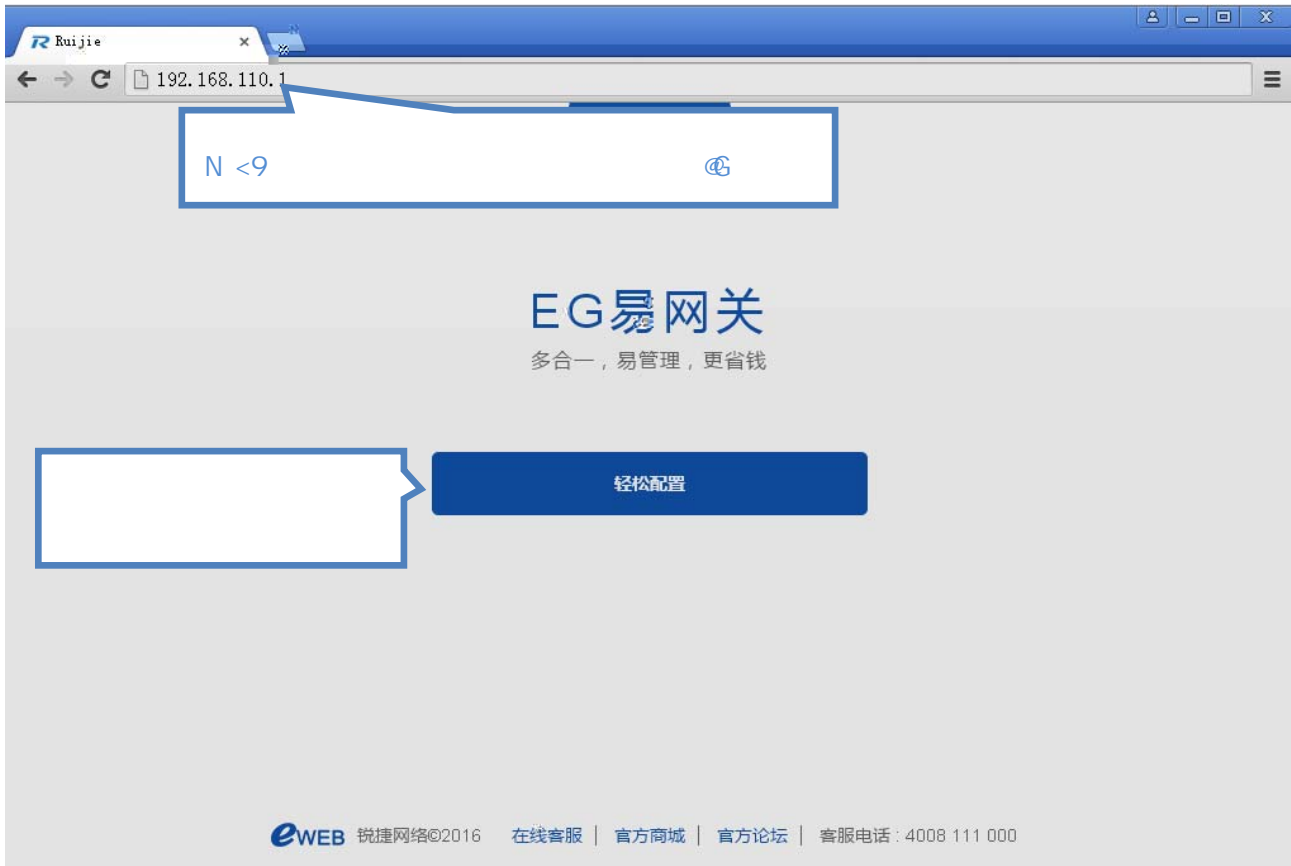 Ruijie
192.168.110.1
N <9 @G
EG易网关
多合一，易管理，更省钱
轻松配置
eWEB 锐捷网络©2016 在线客服 | 官方商城 | 官方论坛 | 客服电话 : 4008 111 000